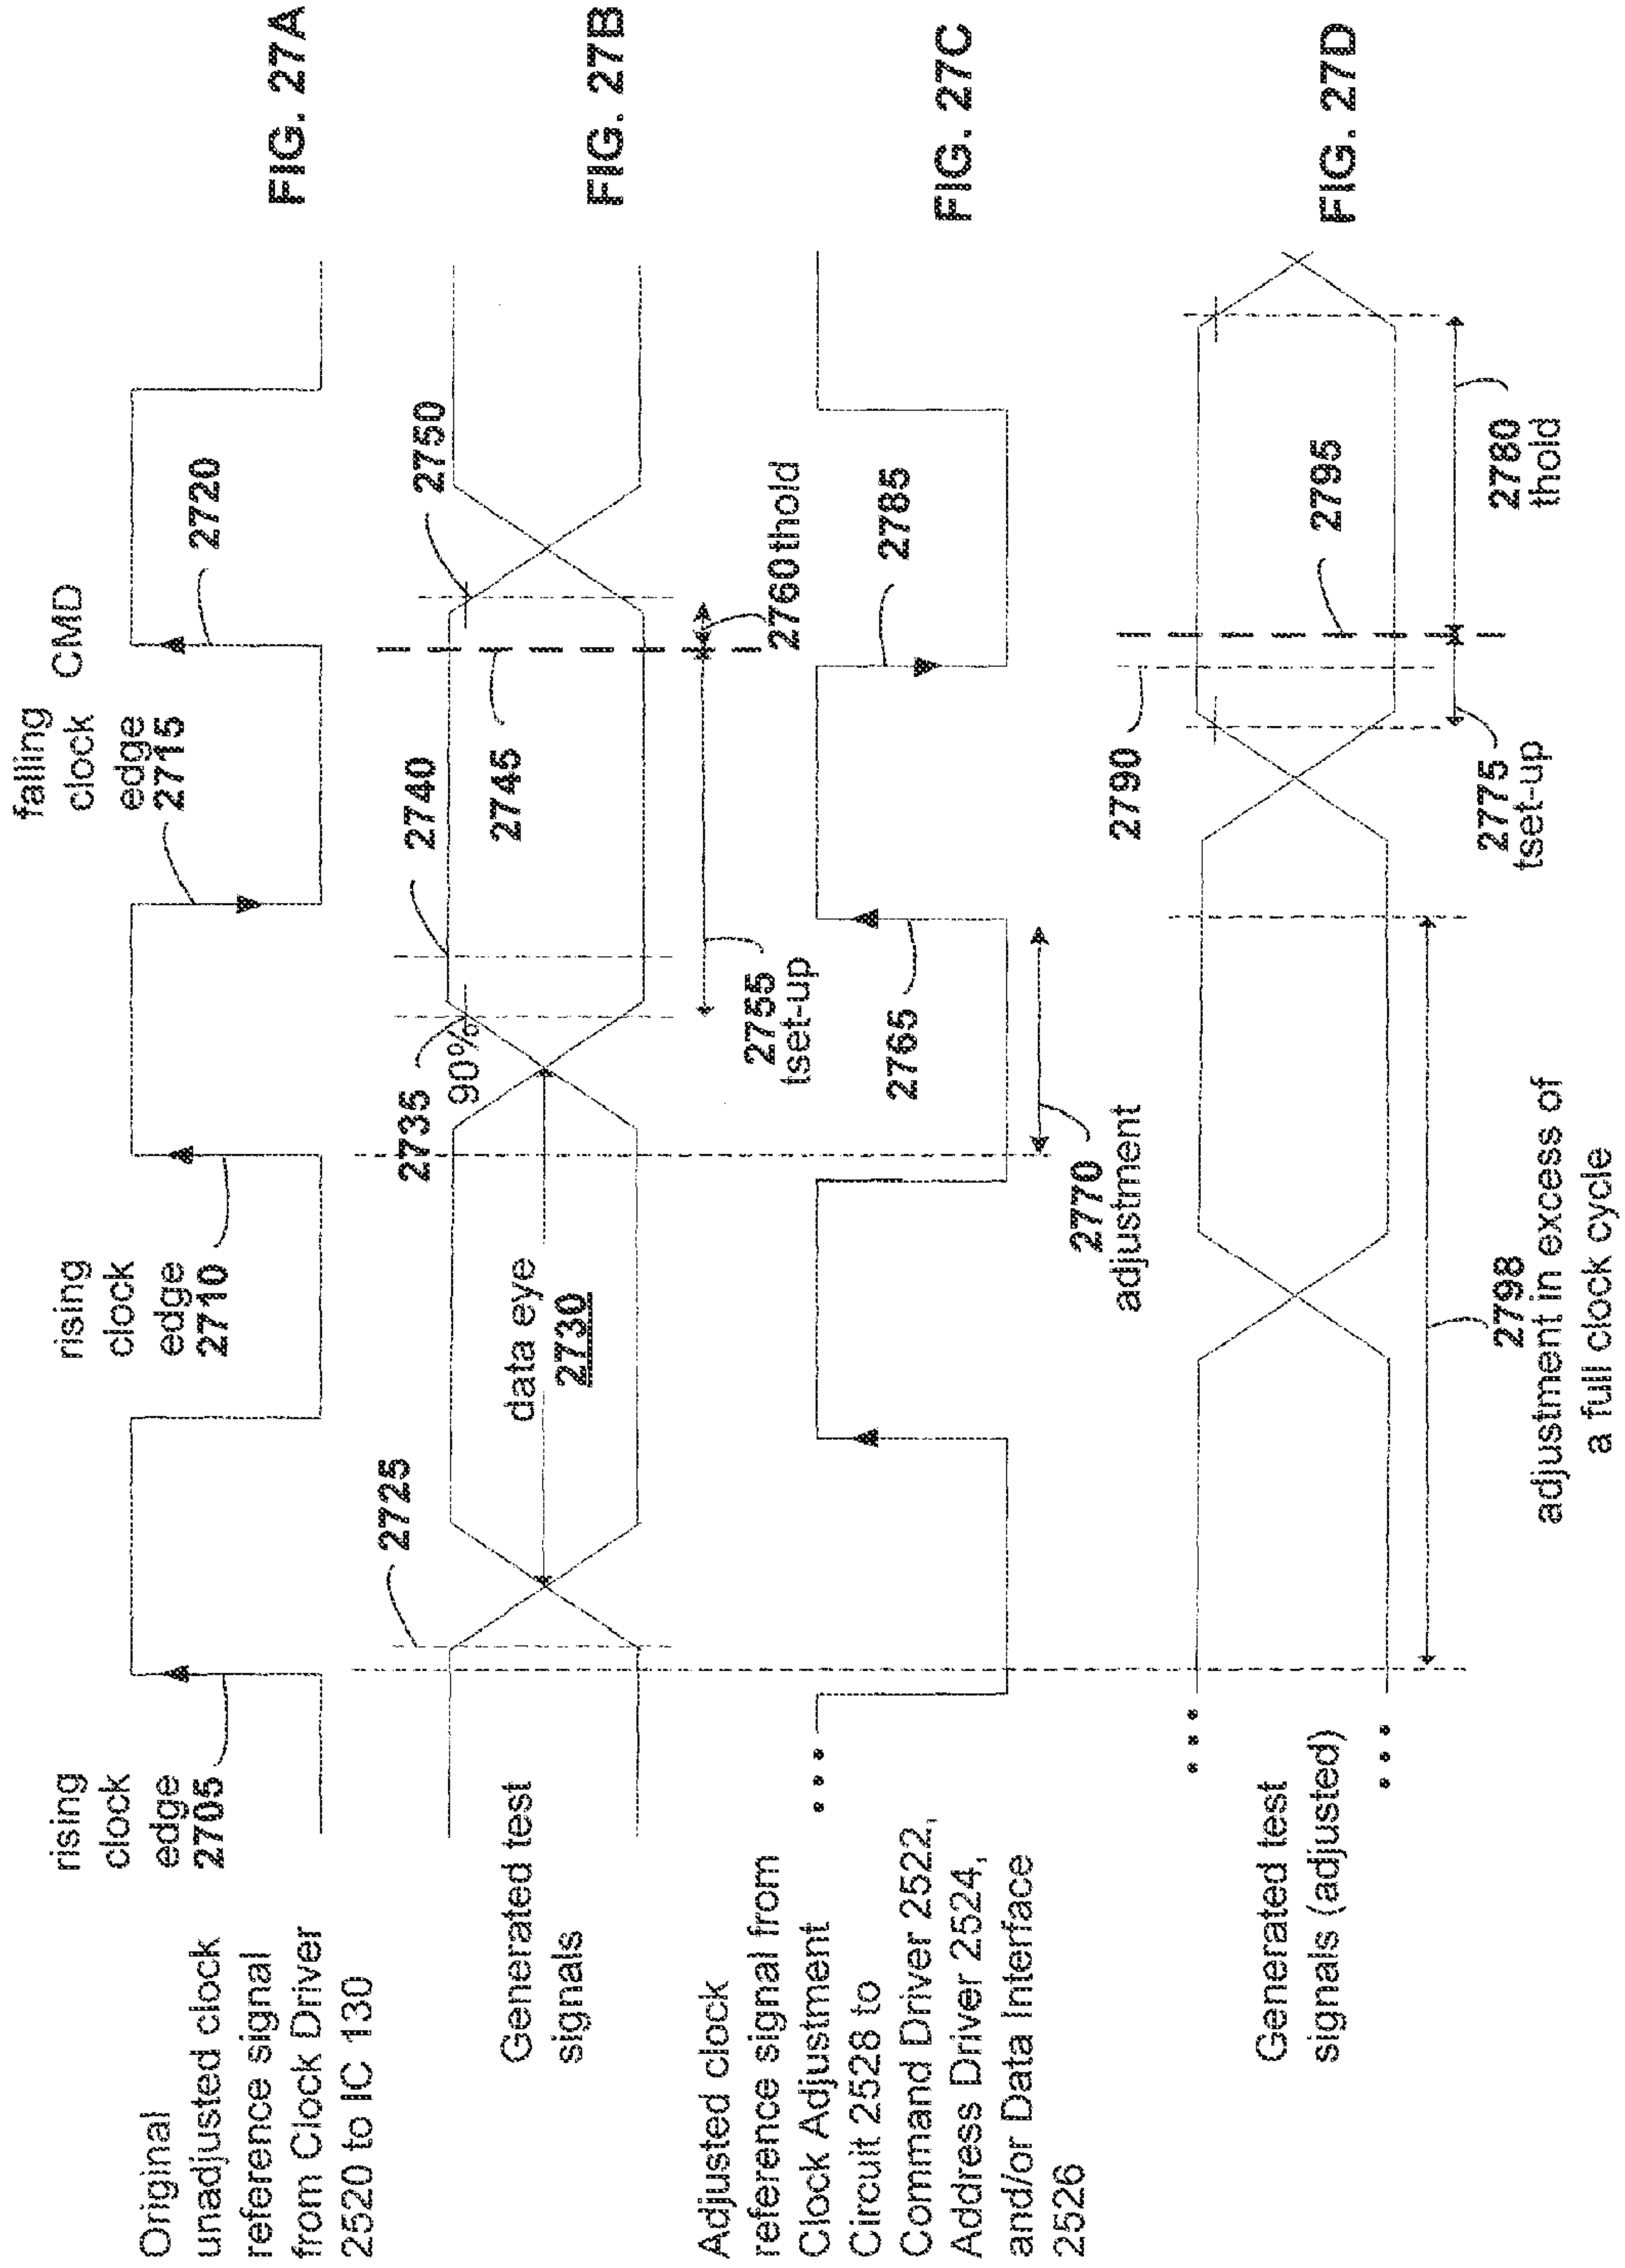 falling
clock
edge
2715
CMD
rising
clock
edge
2705
rising
clock
edge
2710
2720
Original
unadjusted clock
reference signal
from Clock Driver
2520 to IC 130
FIG. 27A
2725
2735
90%
2740
2750
data eye
2730
2745
Generated test
signals
2755
tset-up
2760 thold
FIG. 27B
Adjusted clock
reference signal from
Clock Adjustment
Circuit 2528 to
Command Driver 2522,
Address Driver 2524,
and/or Data Interface
2526
2765
2785
2770
adjustment
FIG. 27C
2790
2795
Generated test
signals (adjusted)
2775
tset-up
2780
thold
2798
adjustment in excess of
a full clock cycle
FIG. 27D